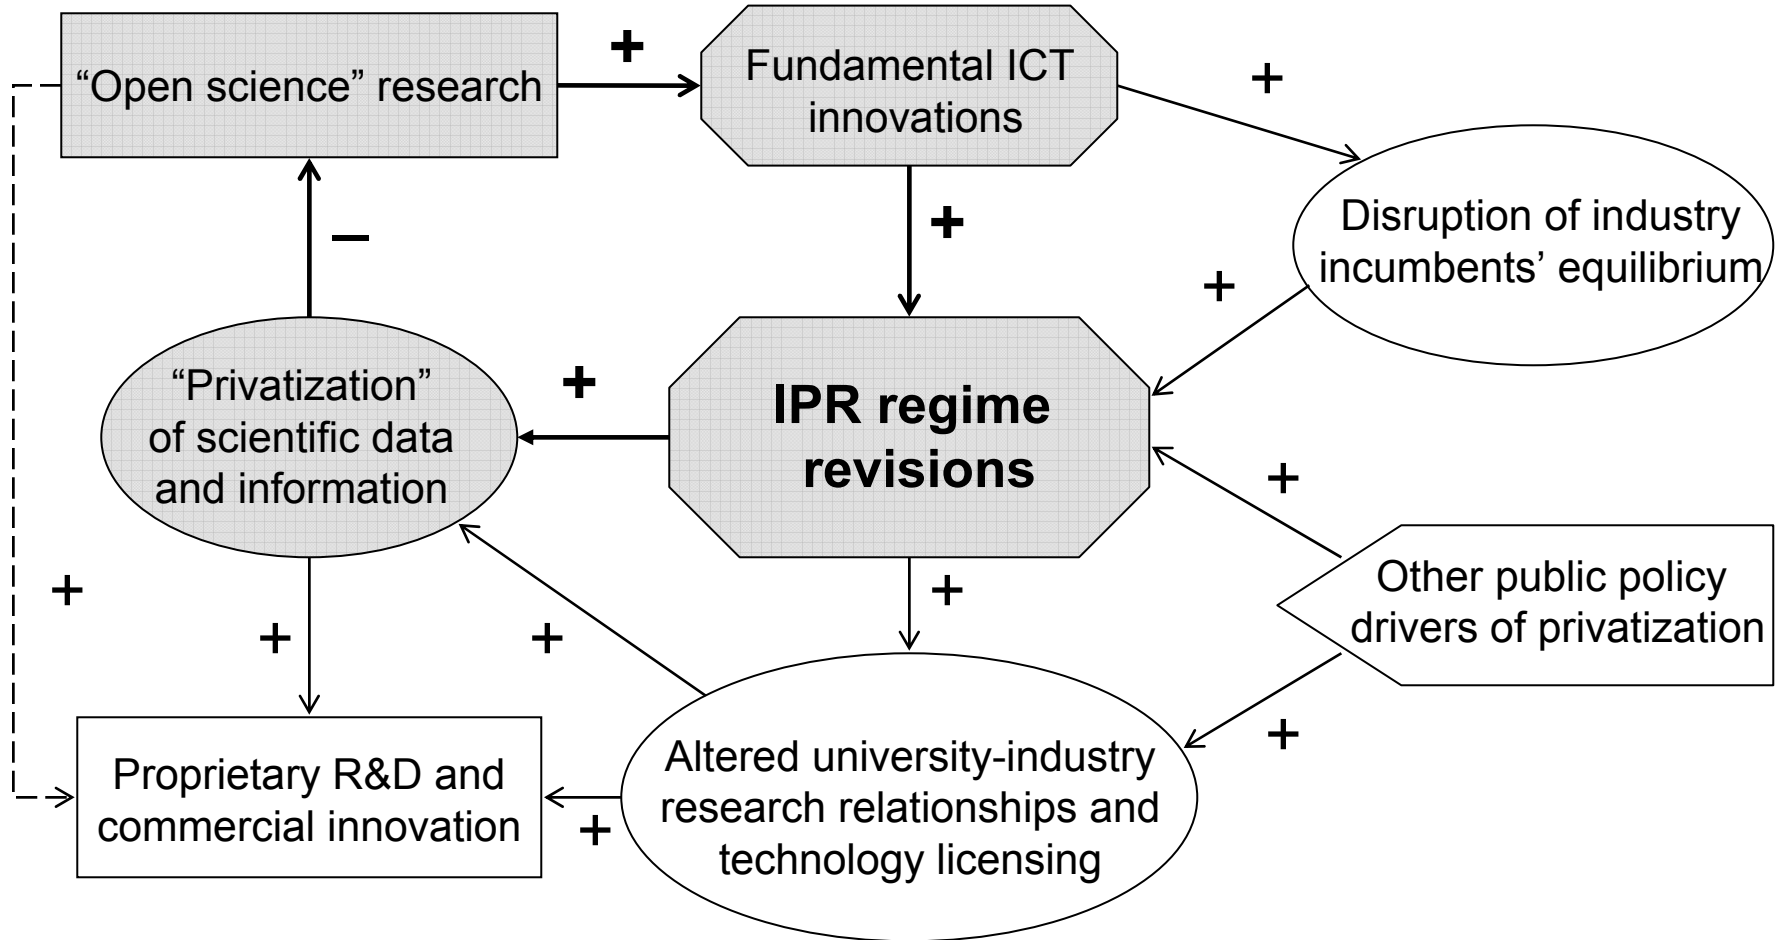 “Open science” research
+
Fundamental ICT
innovations
+
Disruption of industry
incumbents’ equilibrium
–
+
+
“Privatization”
of scientific data
and information
+
IPR regime
revisions
+
Other public policy
drivers of privatization
+
+
+
+
+
Proprietary R&D and
commercial innovation
+
Altered university-industry
research relationships and
technology licensing